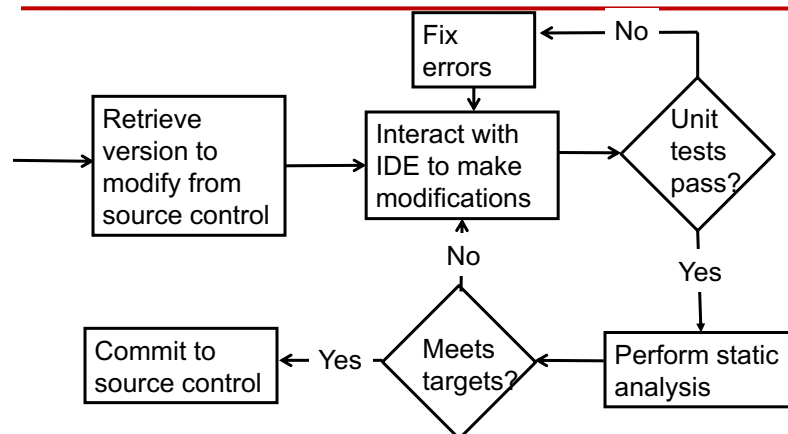 No
Fix
errors
Retrieve
version to
modify from
source control
Interact with
IDE to make
modifications
Unit
tests
pass?
No
Yes
Commit to
source control
Yes
Meets
targets?
Perform static
analysis